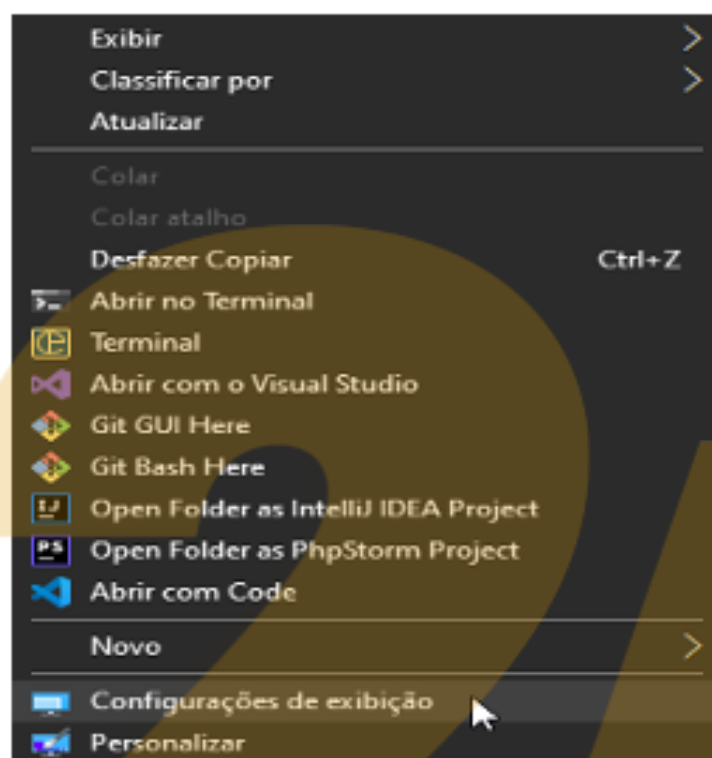 Exibir
Classificar por
Atualizar
Colar
Colar atalho
Desfazer Copiar Ctrl+Z
Abrir no Terminal
Terminal
Abrir com o Visual Studio
Git GUI Here
Git Bash Here
Open Folder as IntelliJ IDEA Project
Open Folder as PhpStorm Project
Abrir com Code
Novo
Configurações de exibição
Personalizar